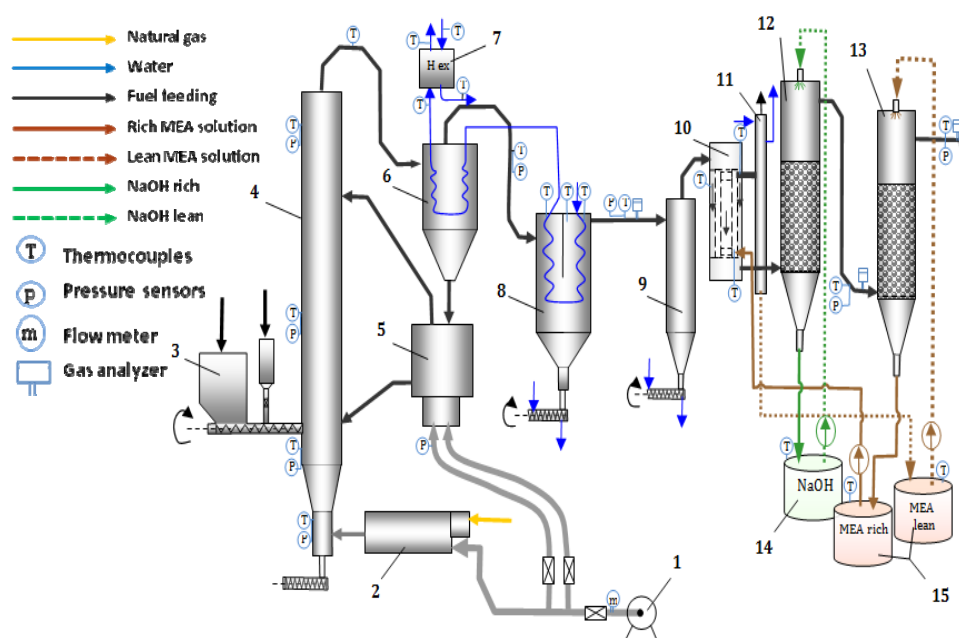 Natural gas
Water
Fuel feeding
Rich MEA solution
Lean MEA solution
NaOH rich
NaOH lean
T Thermocouples
p Pressure sensors
m Flow meter
Gas analyzer
1
2
3
4
5
6
7
8
9
10
11
12
13
14
15
Hex
NaOH
MEA rich
MEA lean
T
T
P
T
P
T
P
T
P
T
T
T
T
T
P
T
T
T
P
T
P
m
T
T
T
T
P
T
P
T
T
T